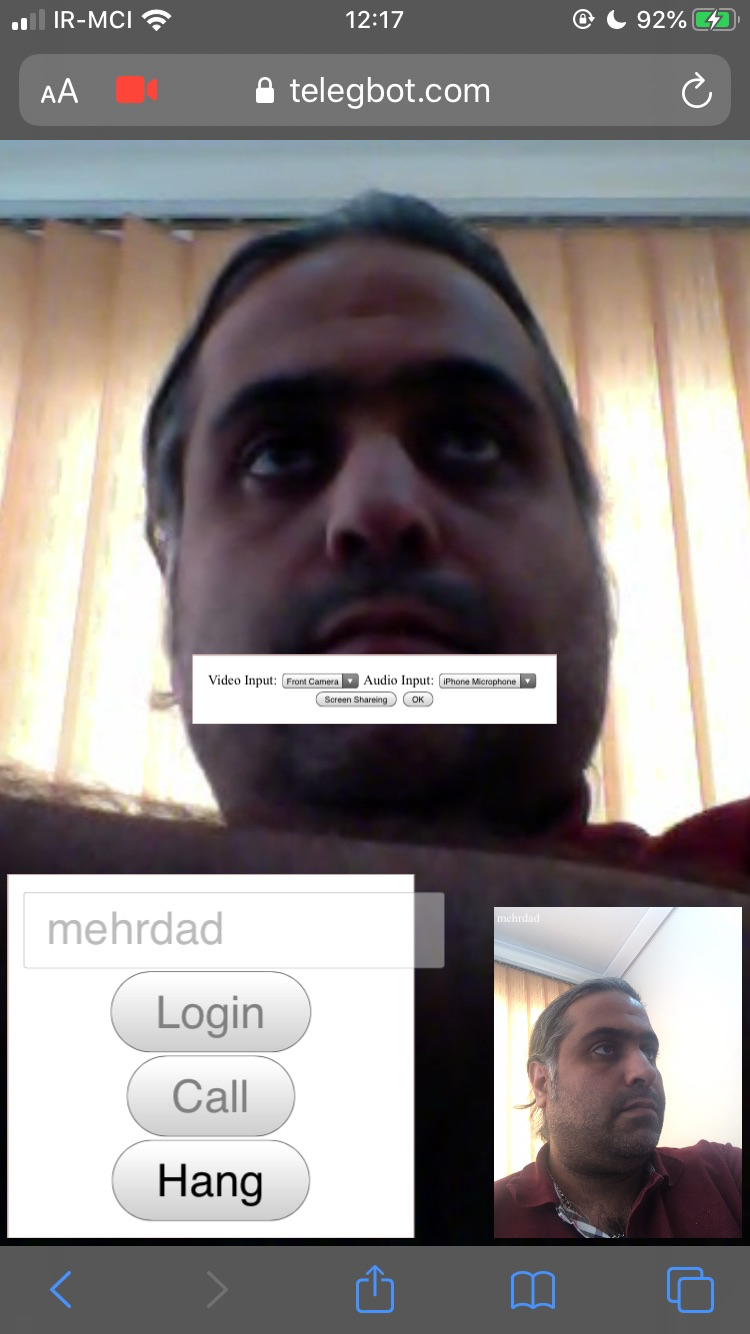 IR-MCI 12:17 92%
AA telegbot.com
Video Input: Front Camera Audio Input: iPhone Microphone
Screen Shareing OK
mehrdad
Login
Call
Hang
mehrdad